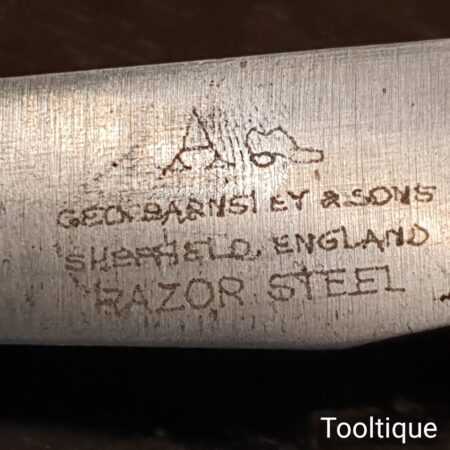 A
GEO. BARNSLEY & SONS
SHEFFIELD, ENGLAND
RAZOR STEEL
Tooltique